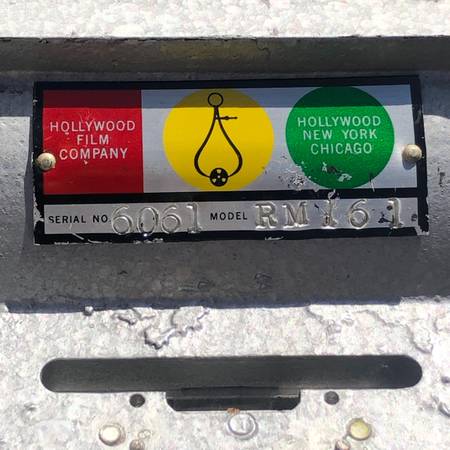 HOLLYWOOD
FILM
COMPANY
HOLLYWOOD
NEW YORK
CHICAGO
SERIAL NO. 6061 MODEL RM 161